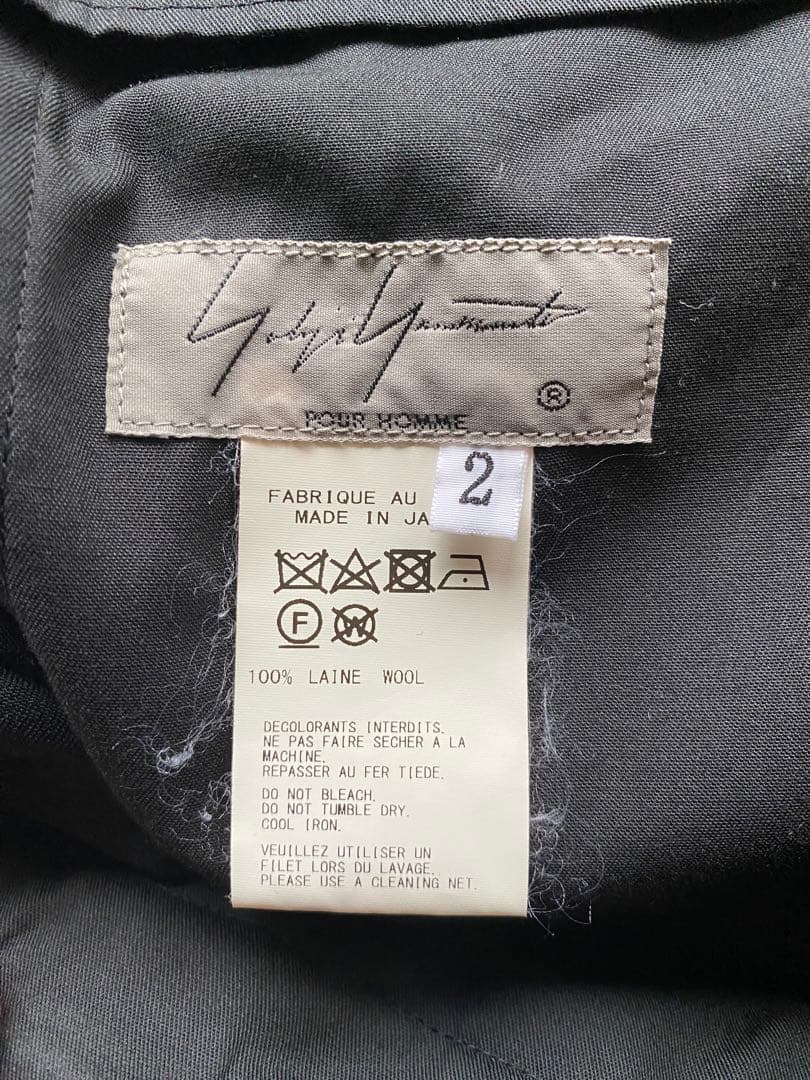 Yohji Yamamoto
®
POUR HOMME
2
FABRIQUE AU
MADE IN JA
F
W
100% LAINE WOOL
DECOLORANTS INTERDITS.
NE PAS FAIRE SECHER A LA
MACHINE.
REPASSER AU FER TIEDE.
DO NOT BLEACH.
DO NOT TUMBLE DRY.
COOL IRON.
VEUILLEZ UTILISER UN
FILET LORS DU LAVAGE.
PLEASE USE A CLEANING NET.